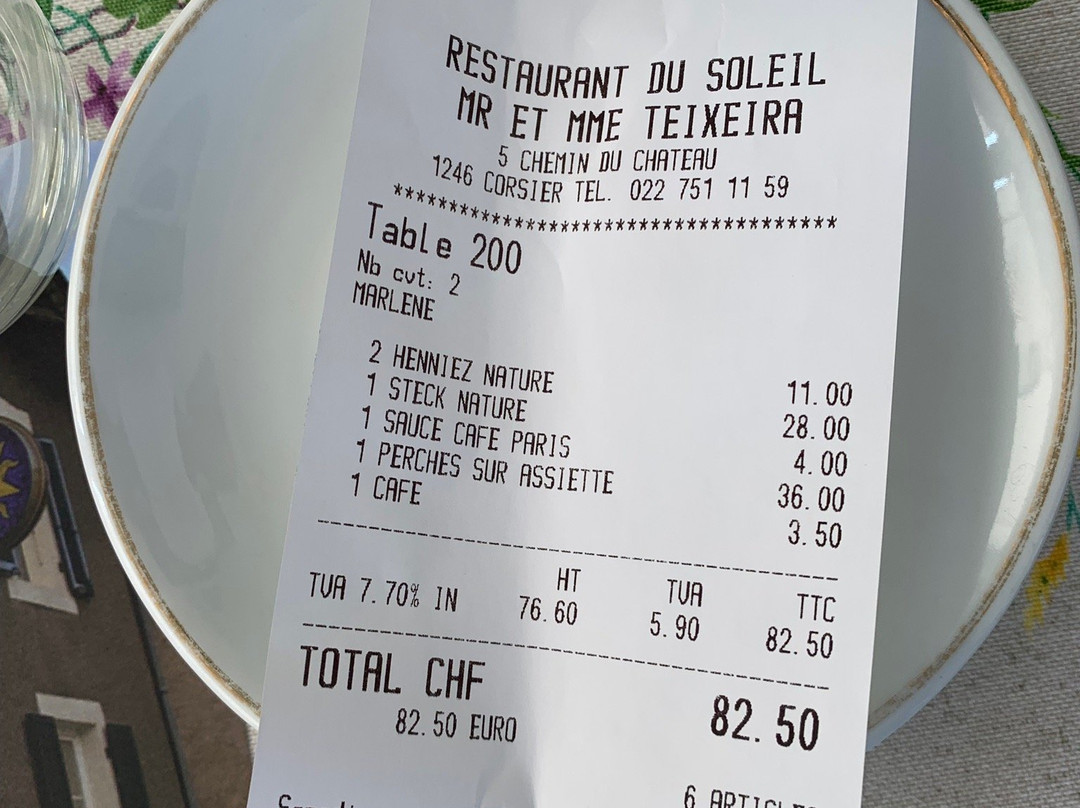 RESTAURANT DU SOLEIL
MR ET MME TEIXEIRA
5 CHEMIN DU CHATEAU
1246 CORSIER TEL. 022 751 11 59
**************************************
Table 200
Nb cvt: 2
MARLENE
2 HENNIEZ NATURE 11.00
1 STECK NATURE 28.00
1 SAUCE CAFE PARIS 4.00
1 PERCHES SUR ASSIETTE 36.00
1 CAFE 3.50
HT TVA TTC
TVA 7.70% IN 76.60 5.90 82.50
TOTAL CHF 82.50
82.50 EURO
6 ARTICLES